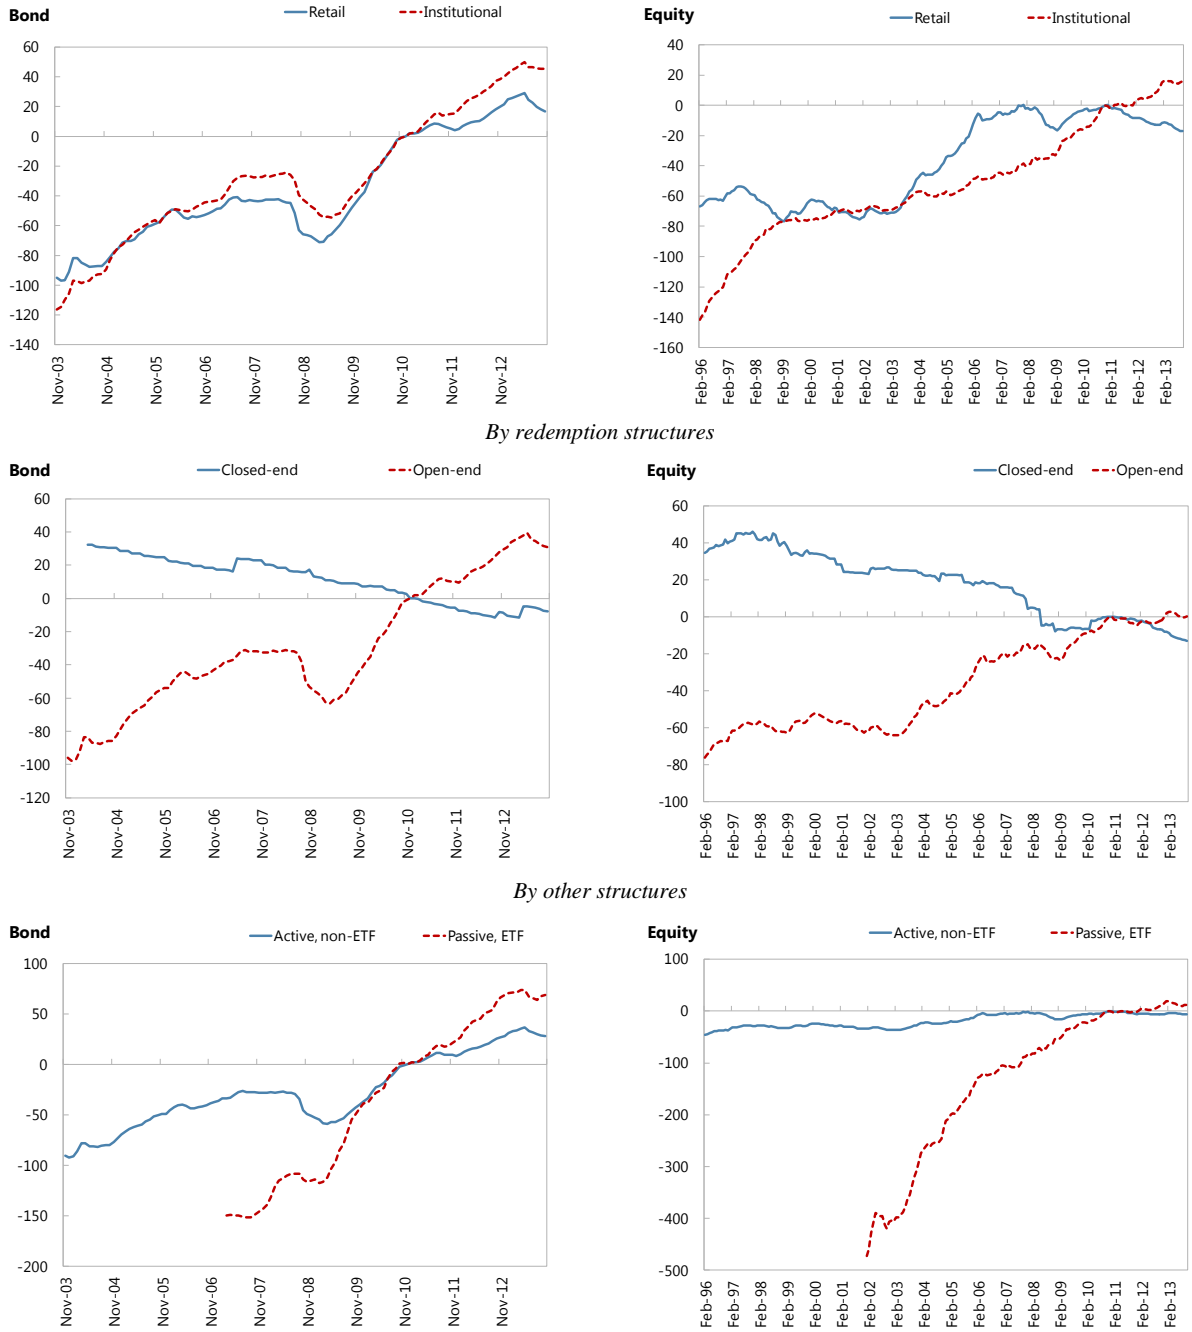 Bond
Retail Institutional
60
40
20
0
-20
-40
-60
-80
-100
-120
-140
Nov-03
Nov-04
Nov-05
Nov-06
Nov-07
Nov-08
Nov-09
Nov-10
Nov-11
Nov-12
Equity
Retail Institutional
40
20
0
-20
-40
-60
-80
-100
-120
-140
-160
Feb-96
Feb-97
Feb-98
Feb-99
Feb-00
Feb-01
Feb-02
Feb-03
Feb-04
Feb-05
Feb-06
Feb-07
Feb-08
Feb-09
Feb-10
Feb-11
Feb-12
Feb-13
By redemption structures
Bond
Closed-end Open-end
60
40
20
0
-20
-40
-60
-80
-100
-120
Nov-03
Nov-04
Nov-05
Nov-06
Nov-07
Nov-08
Nov-09
Nov-10
Nov-11
Nov-12
Equity
Closed-end Open-end
60
40
20
0
-20
-40
-60
-80
-100
Feb-96
Feb-97
Feb-98
Feb-99
Feb-00
Feb-01
Feb-02
Feb-03
Feb-04
Feb-05
Feb-06
Feb-07
Feb-08
Feb-09
Feb-10
Feb-11
Feb-12
Feb-13
By other structures
Bond
Active, non-ETF Passive, ETF
100
50
0
-50
-100
-150
-200
Nov-03
Nov-04
Nov-05
Nov-06
Nov-07
Nov-08
Nov-09
Nov-10
Nov-11
Nov-12
Equity
Active, non-ETF Passive, ETF
100
0
-100
-200
-300
-400
-500
Feb-96
Feb-97
Feb-98
Feb-99
Feb-00
Feb-01
Feb-02
Feb-03
Feb-04
Feb-05
Feb-06
Feb-07
Feb-08
Feb-09
Feb-10
Feb-11
Feb-12
Feb-13